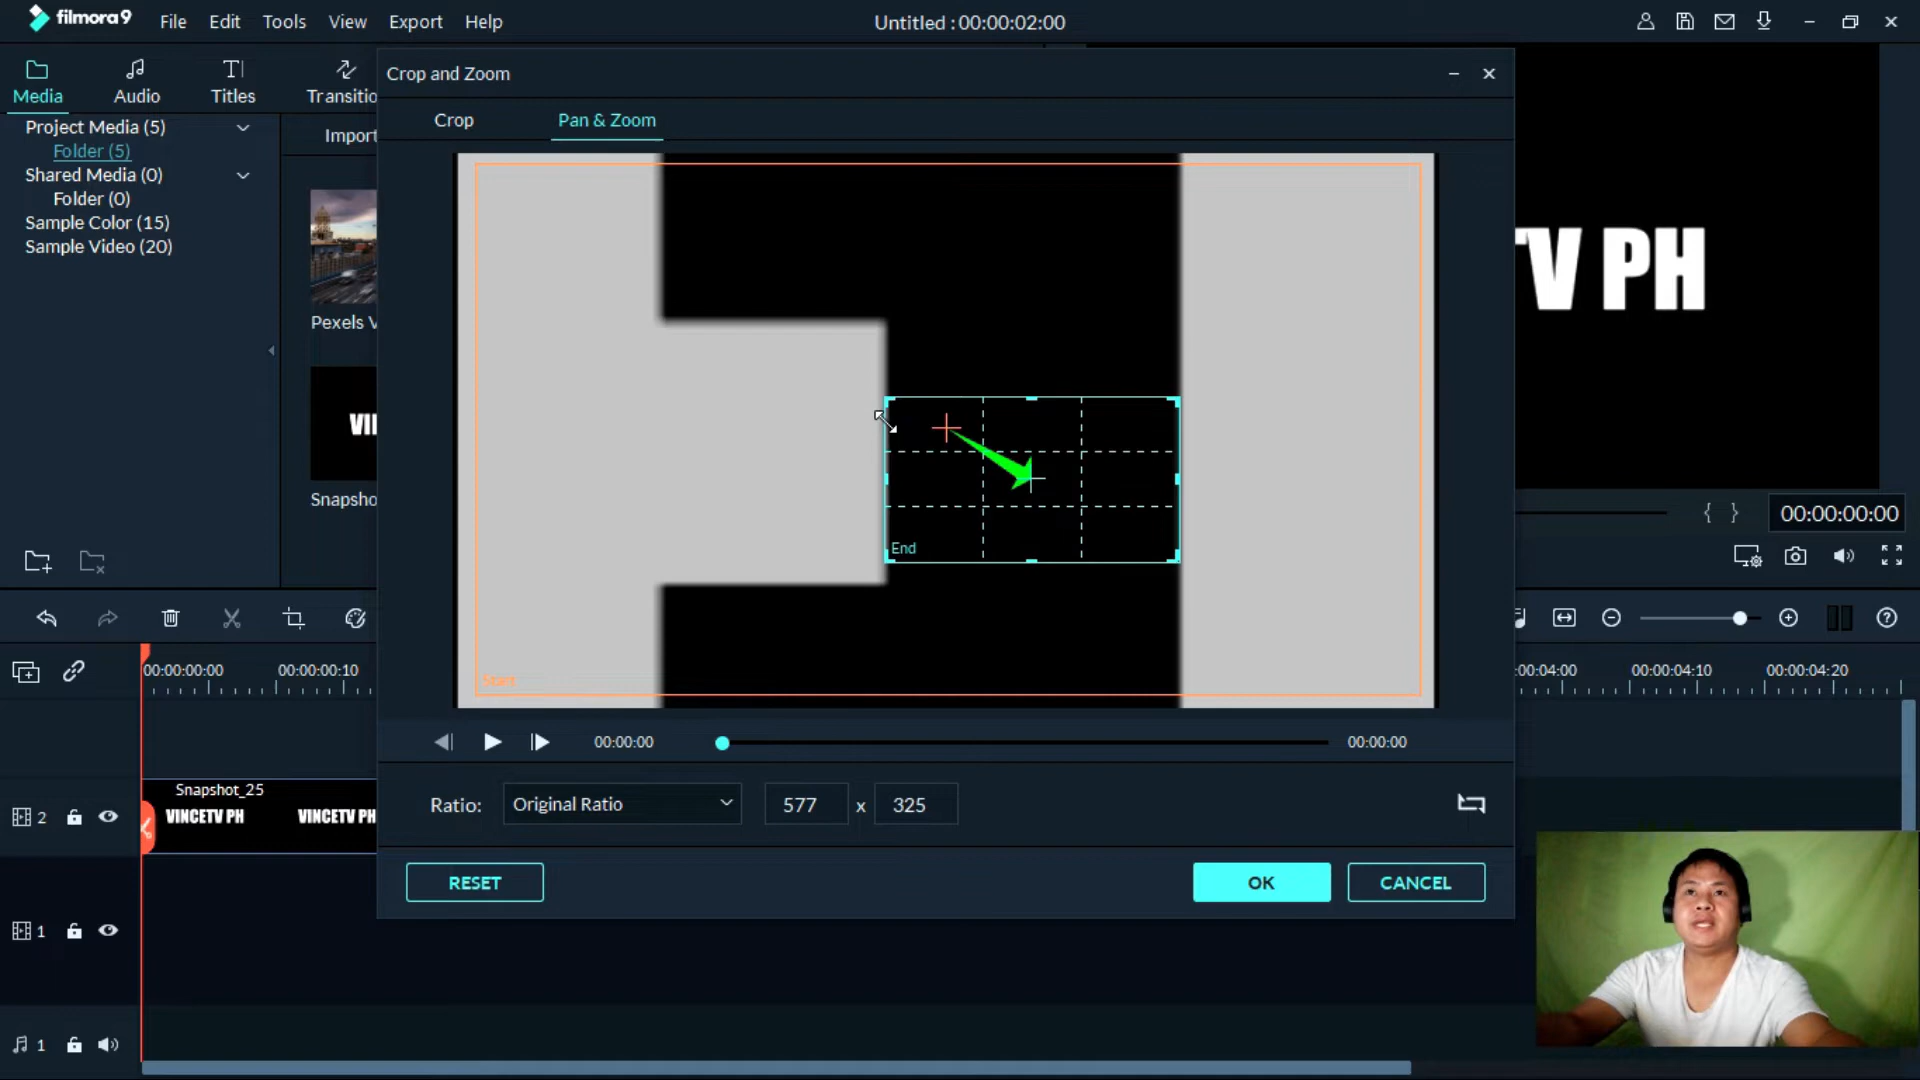 filmora9 File Edit Tools View Export Help Untitled : 00:00:02:00
Media Audio Titles Transitio
Crop and Zoom
Crop Pan & Zoom
Project Media (5)
Folder (5)
Shared Media (0)
Folder (0)
Sample Color (15)
Sample Video (20)
Import
Pexels V
VII
Snapsho
TV PH
End
Start
{ } 00:00:00:00
00:00:00 00:00:00
Ratio: Original Ratio 577 x 325
RESET OK CANCEL
00:00:00:00 00:00:00:10 :00:04:00 00:00:04:10 00:00:04:20
Snapshot_25
2 VINCETV PH VINCETV PH
1
1